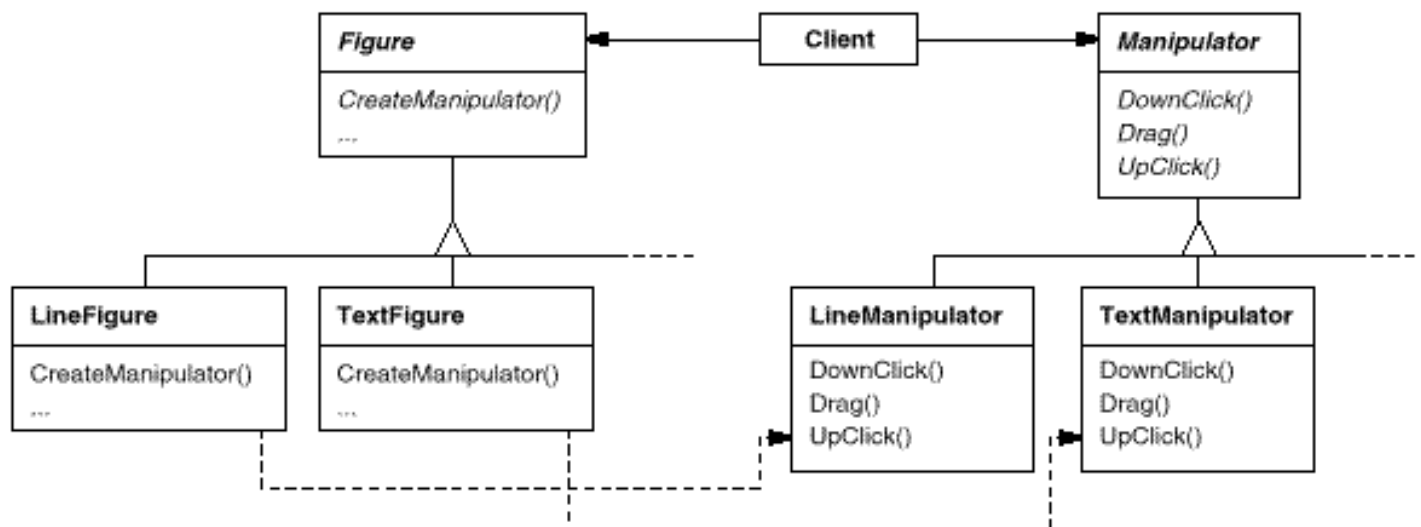 Figure
CreateManipulator()
...
Client
Manipulator
DownClick()
Drag()
UpClick()
LineFigure
CreateManipulator()
...
TextFigure
CreateManipulator()
...
LineManipulator
DownClick()
Drag()
UpClick()
TextManipulator
DownClick()
Drag()
UpClick()